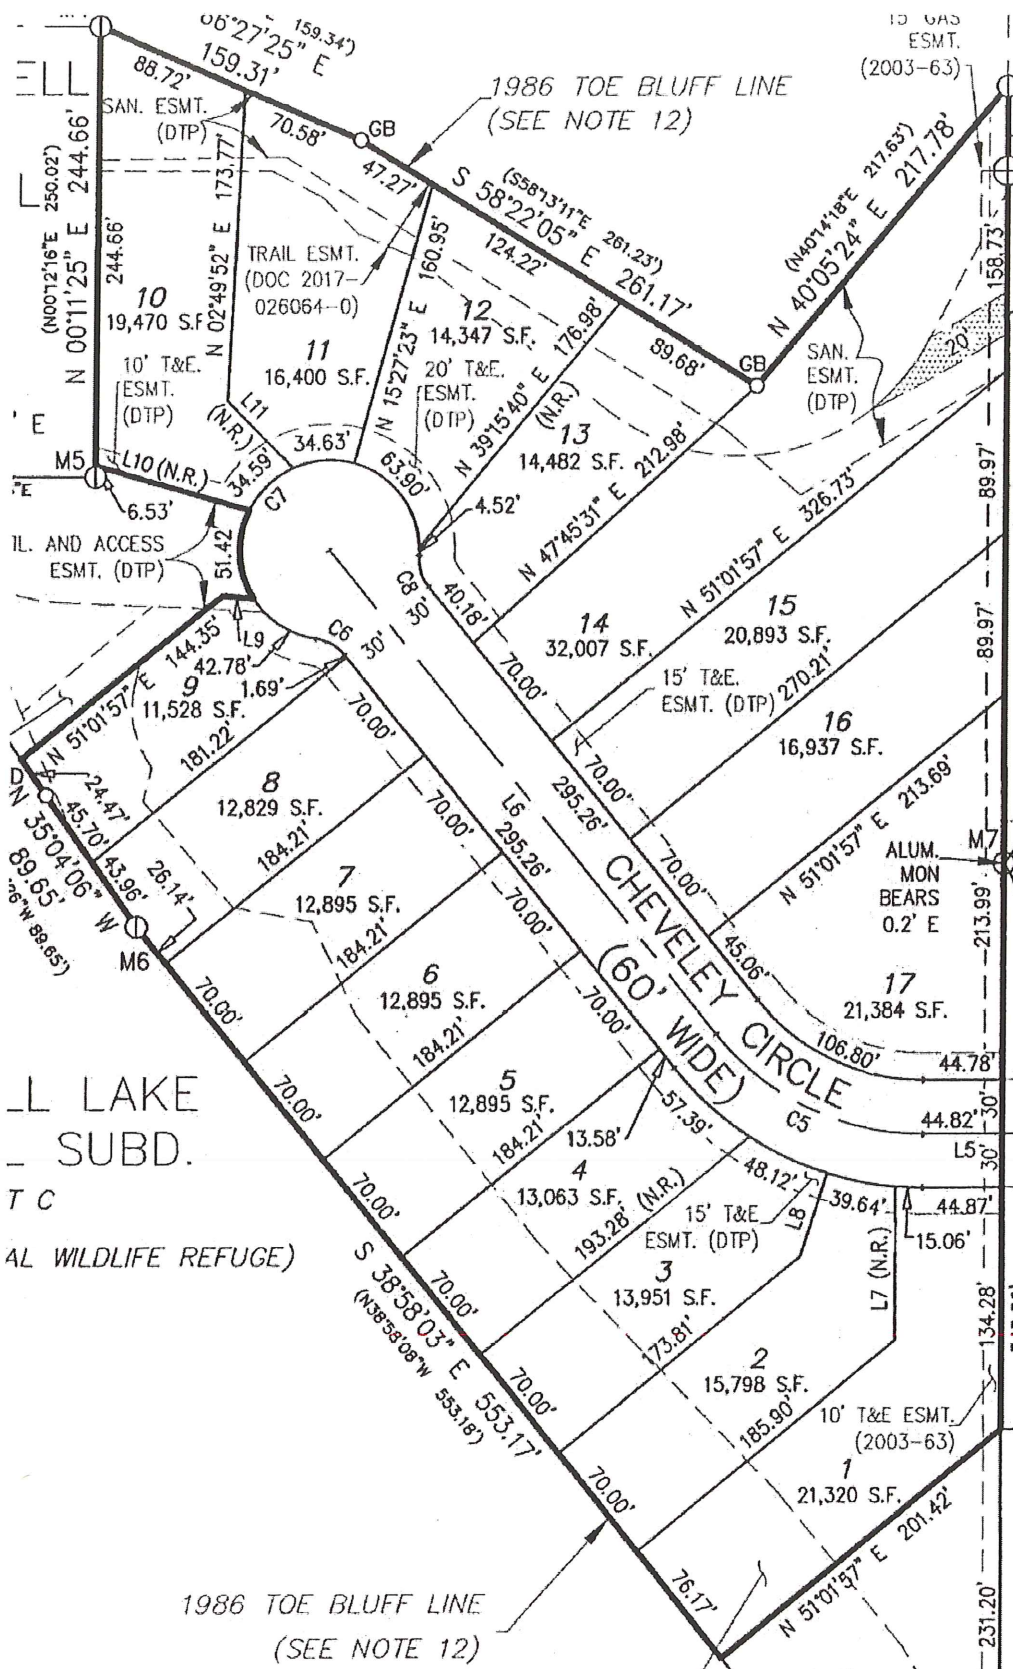 E 159.34')
66°27'25" E
159.31'
88.72'
ELL
SAN. ESMT.
(DTP)
70.58'
GB
1986 TOE BLUFF LINE
(SEE NOTE 12)
15' GAS
ESMT.
(2003-63)
47.27'
(S58°13'11"E 261.23')
S 58°22'05" E 261.17'
124.22'
89.68'
GB
(N40°14'18"E 217.63')
N 40°05'24" E 217.78'
158.73'
20'
(N00°12'16"E 250.02')
N 00°11'25" E 244.66'
244.66'
N 02°49'52" E 173.77'
TRAIL ESMT.
(DOC 2017-
026064-0)
N 15°27'23" E 160.95'
10
19,470 S.F.
10' T&E.
ESMT.
(DTP)
11
16,400 S.F.
12
14,347 S.F.
20' T&E.
ESMT.
(DTP)
N 39°15'40" E 176.98'
(N.R.)
13
14,482 S.F.
SAN.
ESMT.
(DTP)
L11
(N.R.)
34.63'
34.59'
63.90'
C7
4.52'
N 47°45'31" E 212.98'
N 51°01'57" E 326.73'
89.97'
' E
M5
L10 (N.R.)
"E
6.53'
IL. AND ACCESS
ESMT. (DTP)
51.42
C8
30'
40.18'
14
32,007 S.F.
15
20,893 S.F.
89.97'
L9
C6
30'
42.78'
1.69'
N 51°01'57" E 144.35'
9
11,528 S.F.
181.22'
70.00'
70.00'
15' T&E.
ESMT. (DTP)
270.21'
16
16,937 S.F.
D
24.47'
N 35°04'06" W
89.65'
36"W 89.65')
45.70'
43.96'
26.14'
M6
8
12,829 S.F.
184.21'
70.00'
L6
295.26'
295.26'
70.00'
N 51°01'57" E 213.69'
ALUM.
MON
BEARS
0.2' E
M7
213.99'
7
12,895 S.F.
184.21'
70.00'
70.00'
45.06'
CHEVELEY CIRCLE
(60' WIDE)
17
21,384 S.F.
70.00'
6
12,895 S.F.
184.21'
70.00'
106.80'
44.78'
LL LAKE
SUBD.
T C
AL WILDLIFE REFUGE)
70.00'
5
12,895 S.F.
184.21'
13.58'
57.39'
C5
44.82'
30'
L5
30'
70.00'
4
13,063 S.F.
193.28' (N.R.)
48.12'
39.64'
44.87'
15.06'
15' T&E
ESMT. (DTP)
L8
L7 (N.R.)
S 38°58'03" E 553.17'
(N38°58'08"W 553.18')
70.00'
3
13,951 S.F.
173.81'
134.28'
70.00'
2
15,798 S.F.
185.90'
10' T&E ESMT.
(2003-63)
70.00'
1
21,320 S.F.
76.17'
N 51°01'57" E 201.42'
231.20'
1986 TOE BLUFF LINE
(SEE NOTE 12)